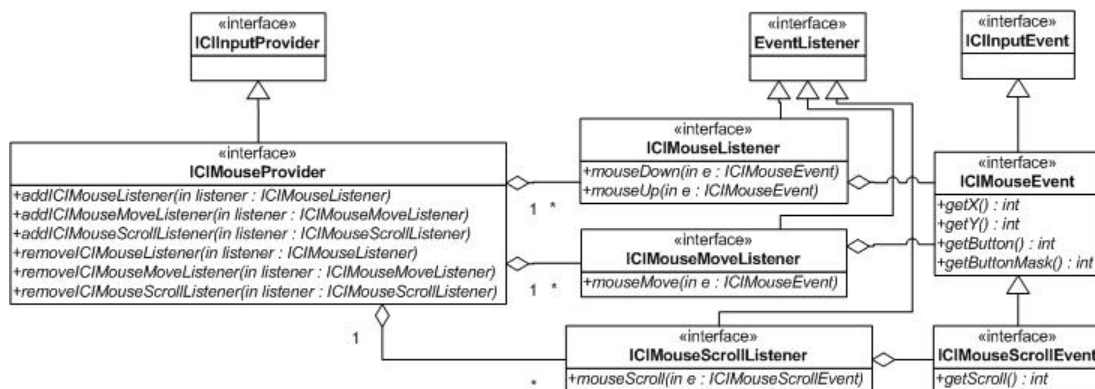 «interface»
ICIInputProvider
«interface»
EventListener
«interface»
ICIInputEvent
«interface»
ICIMouseProvider
+addICIMouseListener(in listener : ICIMouseListener)
+addICIMouseMoveListener(in listener : ICIMouseMoveListener)
+addICIMouseScrollListener(in listener : ICIMouseScrollListener)
+removeICIMouseListener(in listener : ICIMouseListener)
+removeICIMouseMoveListener(in listener : ICIMouseMoveListener)
+removeICIMouseScrollListener(in listener : ICIMouseScrollListener)
«interface»
ICIMouseListener
+mouseDown(in e : ICIMouseEvent)
+mouseUp(in e : ICIMouseEvent)
1 *
«interface»
ICIMouseMoveListener
+mouseMove(in e : ICIMouseEvent)
1 *
«interface»
ICIMouseEvent
+getX() : int
+getY() : int
+getButton() : int
+getButtonMask() : int
1
*
«interface»
ICIMouseScrollListener
+mouseScroll(in e : ICIMouseScrollEvent)
«interface»
ICIMouseScrollEvent
+getScroll() : int